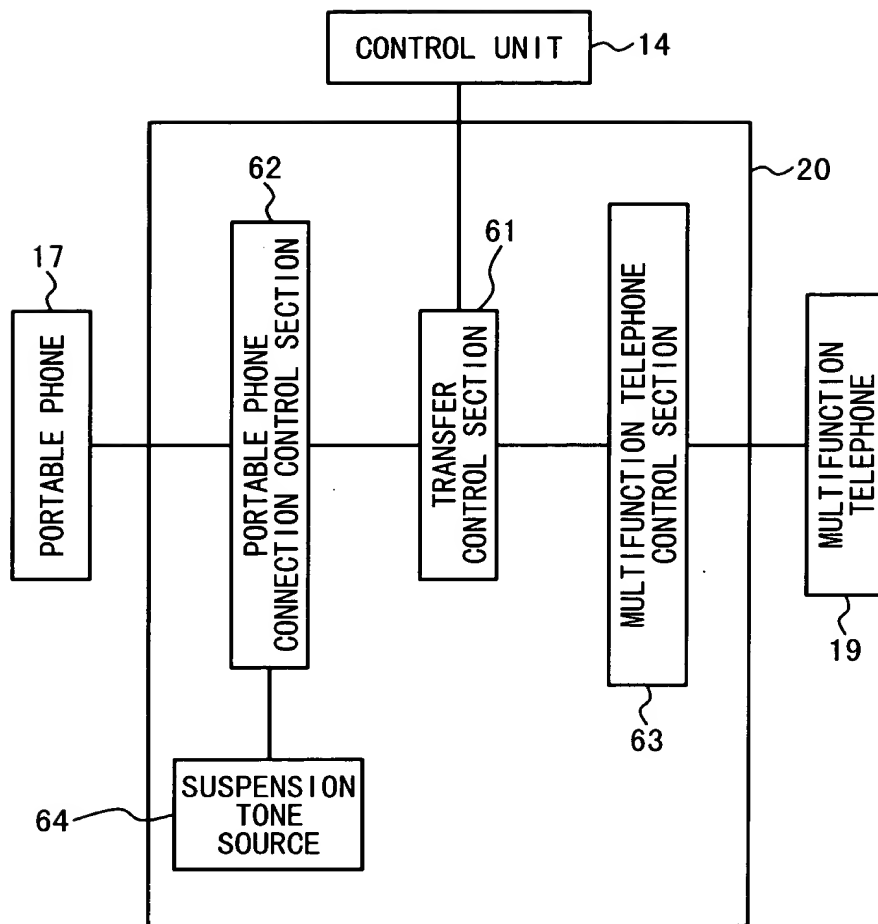 CONTROL UNIT
14
62
20
17
61
PORTABLE PHONE
PORTABLE PHONE
CONNECTION CONTROL SECTION
TRANSFER
CONTROL SECTION
MULTIFUNCTION TELEPHONE
CONTROL SECTION
MULTIFUNCTION
TELEPHONE
19
63
64
SUSPENSION
TONE
SOURCE